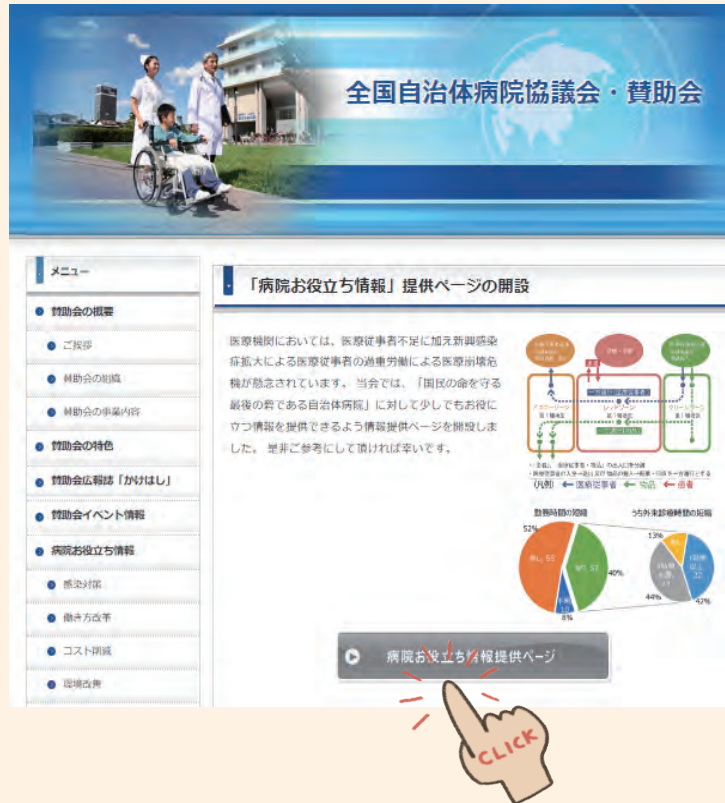 全国自治体病院協議会・賛助会
メニュー
賛助会の概要
ご挨拶
賛助会の組織
賛助会の事業内容
賛助会の特色
賛助会広報誌「かけはし」
賛助会イベント情報
病院お役立ち情報
感染対策
働き方改革
コスト削減
環境改善
「病院お役立ち情報」提供ページの開設
医療機関においては、医療従事者不足に加え新興感染
症拡大による医療従事者の過重労働による医療崩壊危
機が懸念されています。 当会では、「国民の命を守る
最後の砦である自治体病院」に対して少しでもお役に
立つ情報を提供できるよう情報提供ページを開設しま
した。 是非ご参考にして頂ければ幸いです。
レッドゾーン
(凡例) 医療従事者 物品 患者
勤務時間の短縮
うち外来診療時間の短縮
52%
40%
8%
13%
44%
42%
病院お役立ち情報提供ページ
CLICK